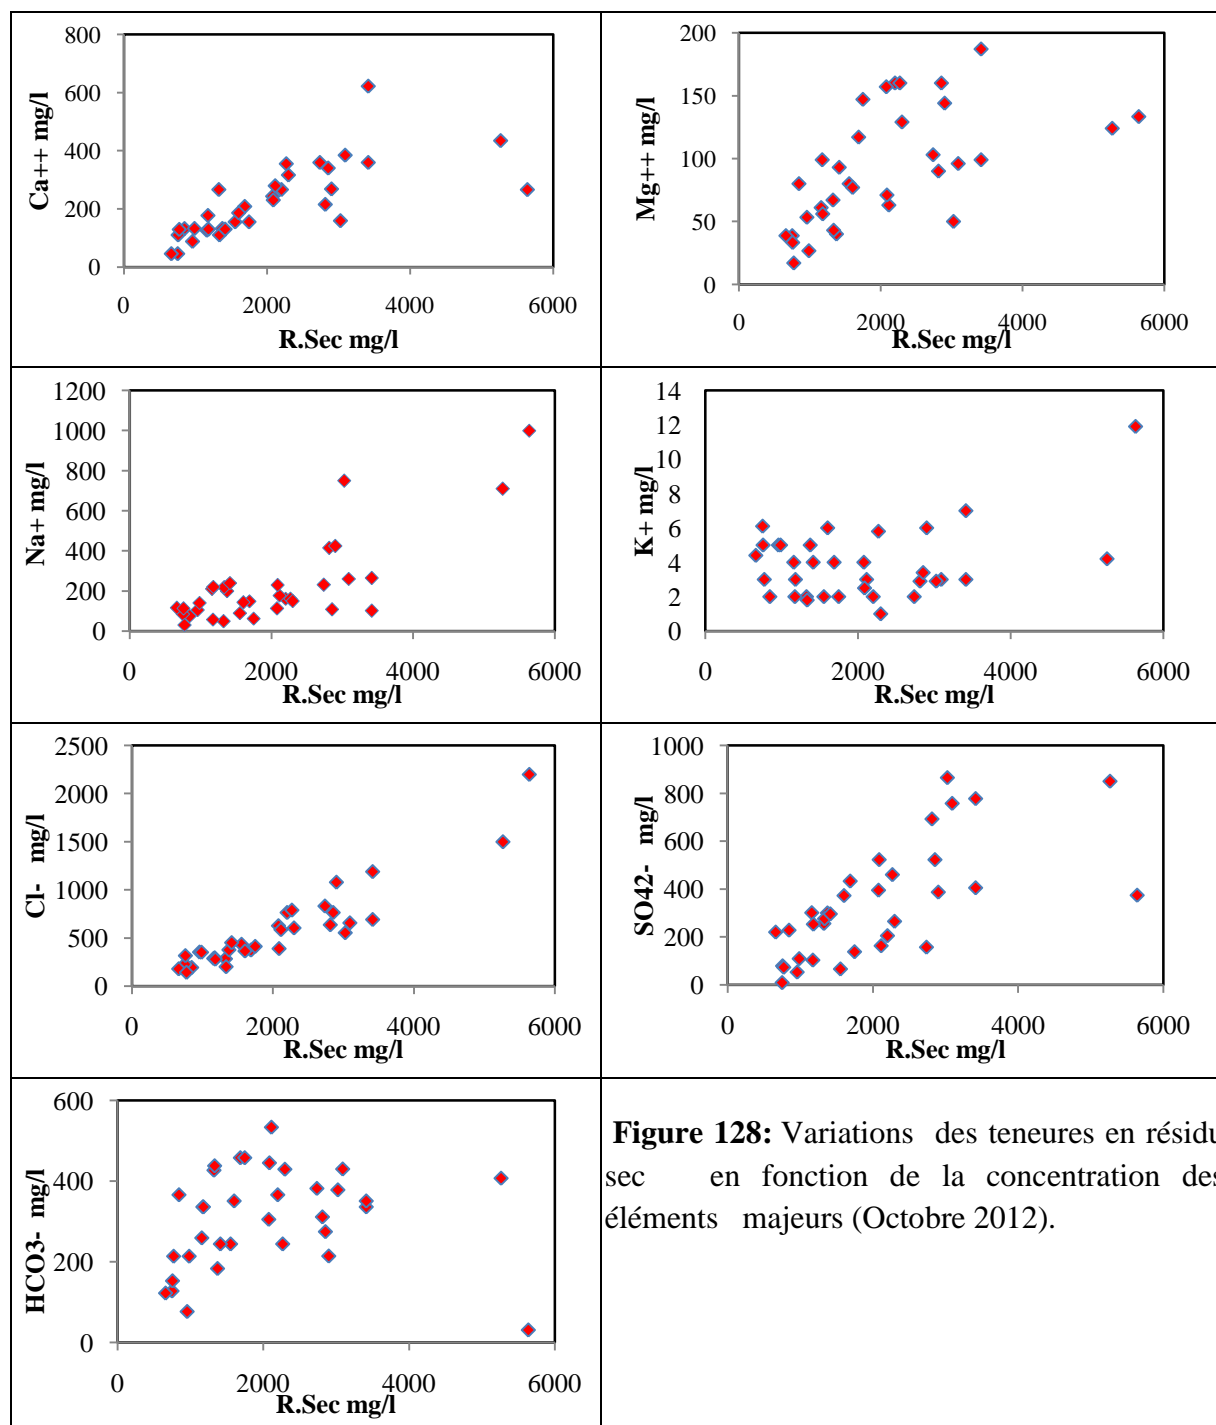 800
600
400
200
0
0 2000 4000 6000
Ca++ mg/l
R.Sec mg/l
200
150
100
50
0
0 2000 4000 6000
Mg++ mg/l
R.Sec mg/l
1200
1000
800
600
400
200
0
0 2000 4000 6000
Na+ mg/l
R.Sec mg/l
14
12
10
8
6
4
2
0
0 2000 4000 6000
K+ mg/l
R.Sec mg/l
2500
2000
1500
1000
500
0
0 2000 4000 6000
Cl- mg/l
R.Sec mg/l
1000
800
600
400
200
0
0 2000 4000 6000
SO42- mg/l
R.Sec mg/l
600
400
200
0
0 2000 4000 6000
HCO3- mg/l
R.Sec mg/l
Figure 128: Variations des teneures en résidu
sec en fonction de la concentration des
éléments majeurs (Octobre 2012).